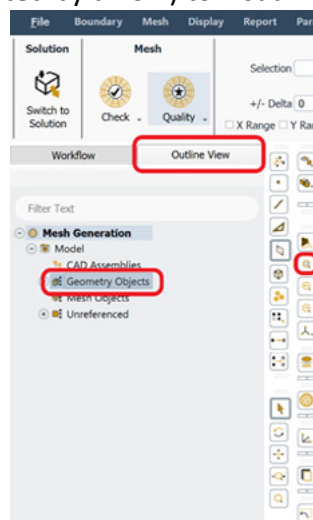 File Boundary Mesh Display Report
Solution Mesh
Selection
Switch to
Solution
Check
Quality
+/- Delta 0
X Range
Workflow Outline View
Filter Text
Mesh Generation
Model
CAD Assemblies
Geometry Objects
Mesh Objects
Unreferenced